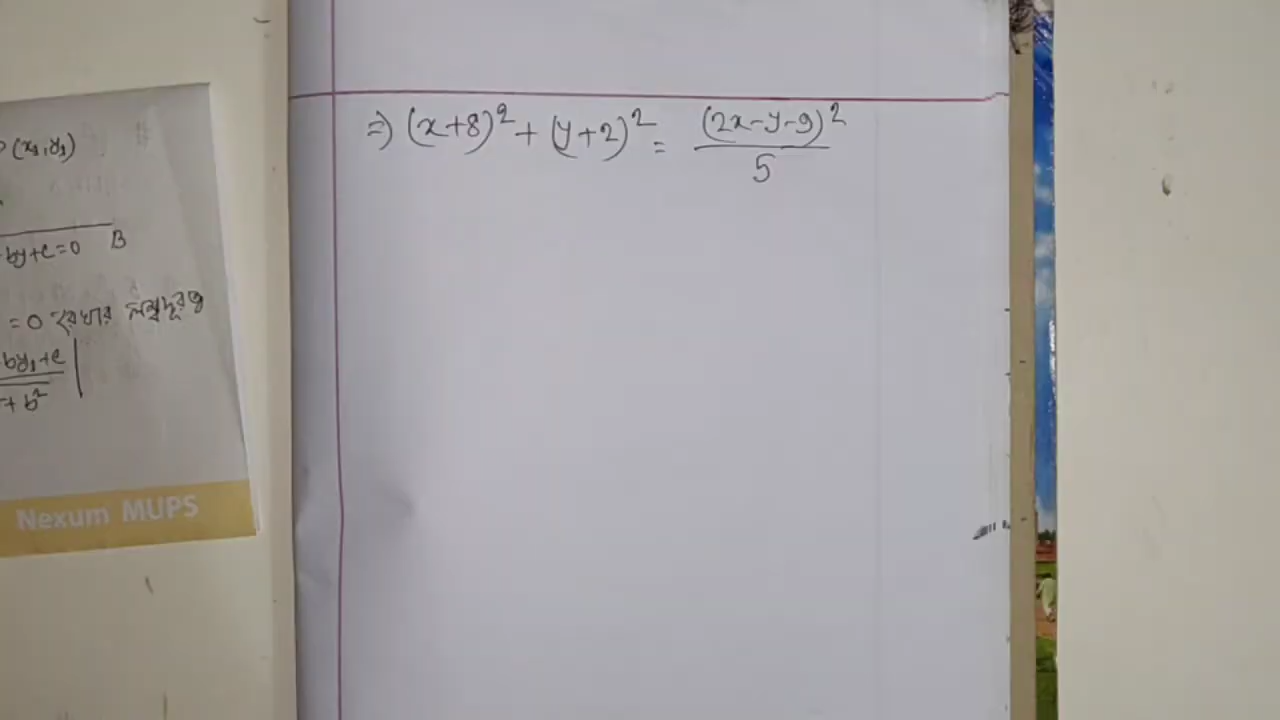 P(x₁,y₁)
by+c=0 B
=0 রেখার লম্বদূরত্ব
by₁+c |
+ b²
Nexum MUPS
⇒) (x+8)² + (y+2)² = (2x-y-9)² / 5